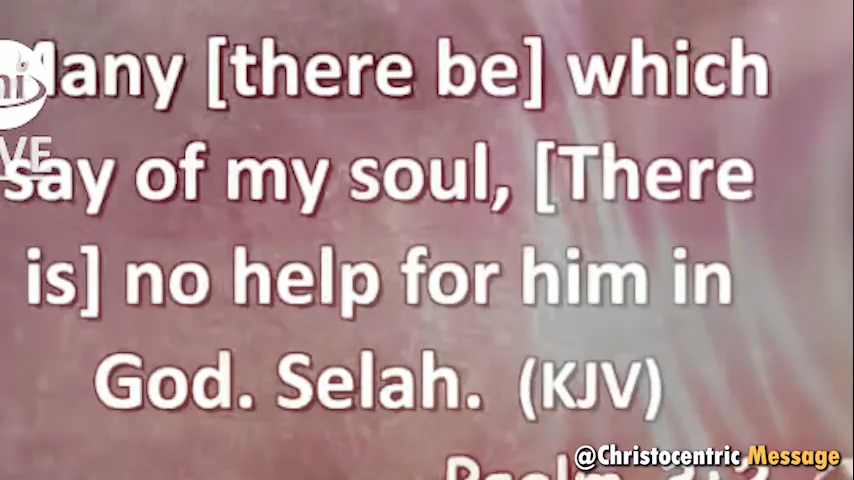 Many [there be] which
say of my soul, [There
is] no help for him in
God. Selah. (KJV)
@Christocentric Message